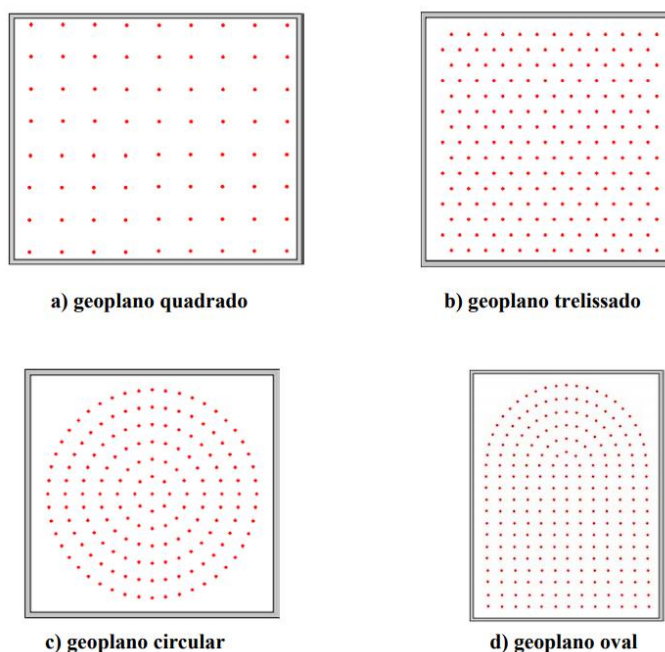 a) geoplano quadrado
b) geoplano trelissado
c) geoplano circular
d) geoplano oval